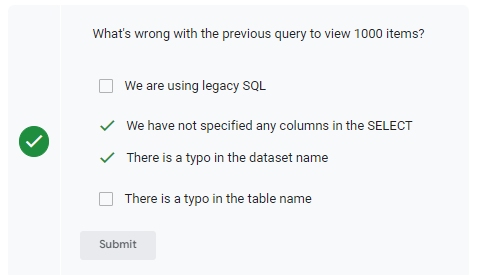 What's wrong with the previous query to view 1000 items?
We are using legacy SQL
We have not specified any columns in the SELECT
There is a typo in the dataset name
There is a typo in the table name
Submit